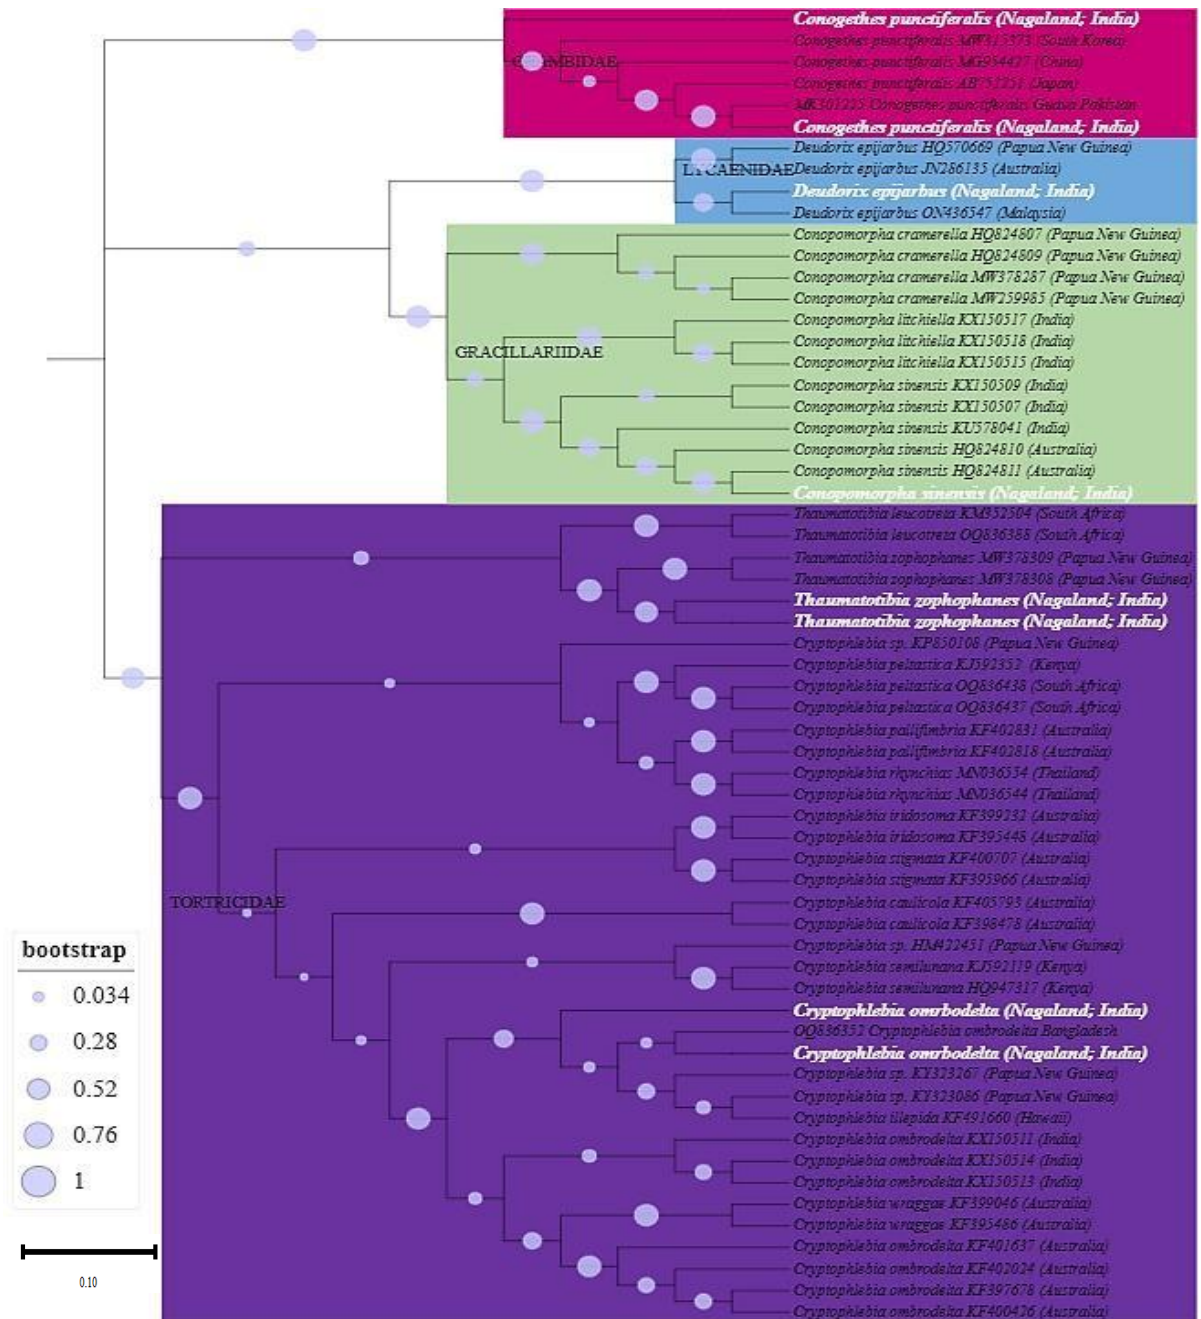 Conogethes punctiferalis (Nagaland; India)
Conogethes punctiferalis MW315373 (South Korea)
Conogethes punctiferalis MG954427 (China)
Conogethes punctiferalis AB751251 (Japan)
MK301225 Conogethes punctiferalis Guava Pakistan
Conogethes punctiferalis (Nagaland; India)
Deudorix epijarbus HQ570669 (Papua New Guinea)
LYCAENIDAE
Deudorix epijarbus JN286135 (Australia)
Deudorix epijarbus (Nagaland; India)
Deudorix epijarbus ON436547 (Malaysia)
Conopomorpha cramerella HQ824807 (Papua New Guinea)
Conopomorpha cramerella HQ824809 (Papua New Guinea)
Conopomorpha cramerella MW378287 (Papua New Guinea)
Conopomorpha cramerella MW259985 (Papua New Guinea)
Conopomorpha litchiella KX150517 (India)
Conopomorpha litchiella KX150518 (India)
GRACILLARIIDAE
Conopomorpha litchiella KX150515 (India)
Conopomorpha sinensis KX150509 (India)
Conopomorpha sinensis KX150507 (India)
Conopomorpha sinensis KU578041 (India)
Conopomorpha sinensis HQ824810 (Australia)
Conopomorpha sinensis HQ824811 (Australia)
Conopomorpha sinensis (Nagaland; India)
Thaumatotibia leucotreta KM352504 (South Africa)
Thaumatotibia leucotreta OQ836388 (South Africa)
Thaumatotibia zophophanes MW378309 (Papua New Guinea)
Thaumatotibia zophophanes MW378308 (Papua New Guinea)
Thaumatotibia zophophanes (Nagaland; India)
Thaumatotibia zophophanes (Nagaland; India)
Cryptophlebia sp. KP850108 (Papua New Guinea)
Cryptophlebia peltastica KJ592352 (Kenya)
Cryptophlebia peltastica OQ836438 (South Africa)
Cryptophlebia peltastica OQ836437 (South Africa)
Cryptophlebia pallifimbria KF402831 (Australia)
Cryptophlebia pallifimbria KF402818 (Australia)
Cryptophlebia rhynchias MN036554 (Thailand)
Cryptophlebia rhynchias MN036544 (Thailand)
Cryptophlebia iridosoma KF399232 (Australia)
Cryptophlebia iridosoma KF395448 (Australia)
Cryptophlebia stigmata KF400707 (Australia)
Cryptophlebia stigmata KF395966 (Australia)
TORTRICIDAE
Cryptophlebia caulicola KF405793 (Australia)
Cryptophlebia caulicola KF398478 (Australia)
Cryptophlebia sp. HM422451 (Papua New Guinea)
Cryptophlebia semilunana KJ592119 (Kenya)
Cryptophlebia semilunana HQ947317 (Kenya)
Cryptophlebia omrbodelta (Nagaland; India)
OQ836352 Cryptophlebia ombrodelta Bangladesh
Cryptophlebia omrbodelta (Nagaland; India)
Cryptophlebia sp. KY323267 (Papua New Guinea)
Cryptophlebia sp. KY323086 (Papua New Guinea)
Cryptophlebia illepida KF491660 (Hawaii)
Cryptophlebia ombrodelta KX150511 (India)
Cryptophlebia ombrodelta KX150514 (India)
Cryptophlebia ombrodelta KX150513 (India)
Cryptophlebia wraggae KF399046 (Australia)
Cryptophlebia wraggae KF395486 (Australia)
Cryptophlebia ombrodelta KF401637 (Australia)
Cryptophlebia ombrodelta KF402024 (Australia)
Cryptophlebia ombrodelta KF397678 (Australia)
Cryptophlebia ombrodelta KF400426 (Australia)
bootstrap
0.034
0.28
0.52
0.76
1
0.10